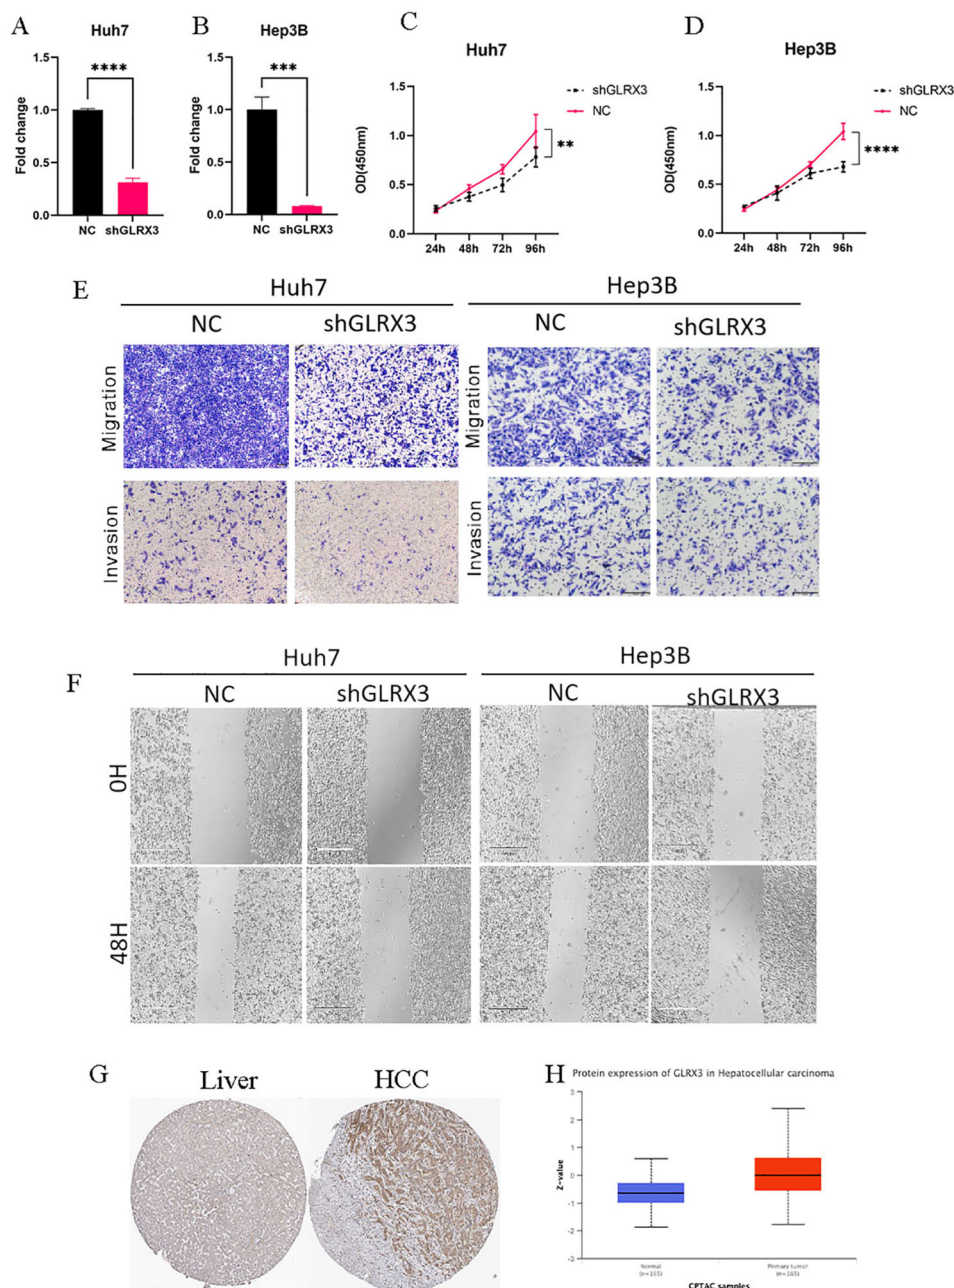 A
Huh7
****
Fold change
1.5
1.0
0.5
0.0
NC
shGLRX3
B
Hep3B
***
Fold change
1.5
1.0
0.5
0.0
NC
shGLRX3
C
Huh7
shGLRX3
NC
OD(450nm)
1.5
1.0
0.5
0.0
**
24h
48h
72h
96h
D
Hep3B
shGLRX3
NC
OD(450nm)
1.5
1.0
0.5
0.0
****
24h
48h
72h
96h
E
Huh7
Hep3B
NC
shGLRX3
NC
shGLRX3
Migration
Migration
Invasion
Invasion
F
Huh7
Hep3B
NC
shGLRX3
NC
shGLRX3
0H
48H
G
Liver
HCC
H
Protein expression of GLRX3 in Hepatocellular carcinoma
Z-value
3
2
1
0
-1
-2
-3
Normal
(n=165)
Primary tumor
(n=165)
CPTAC samples